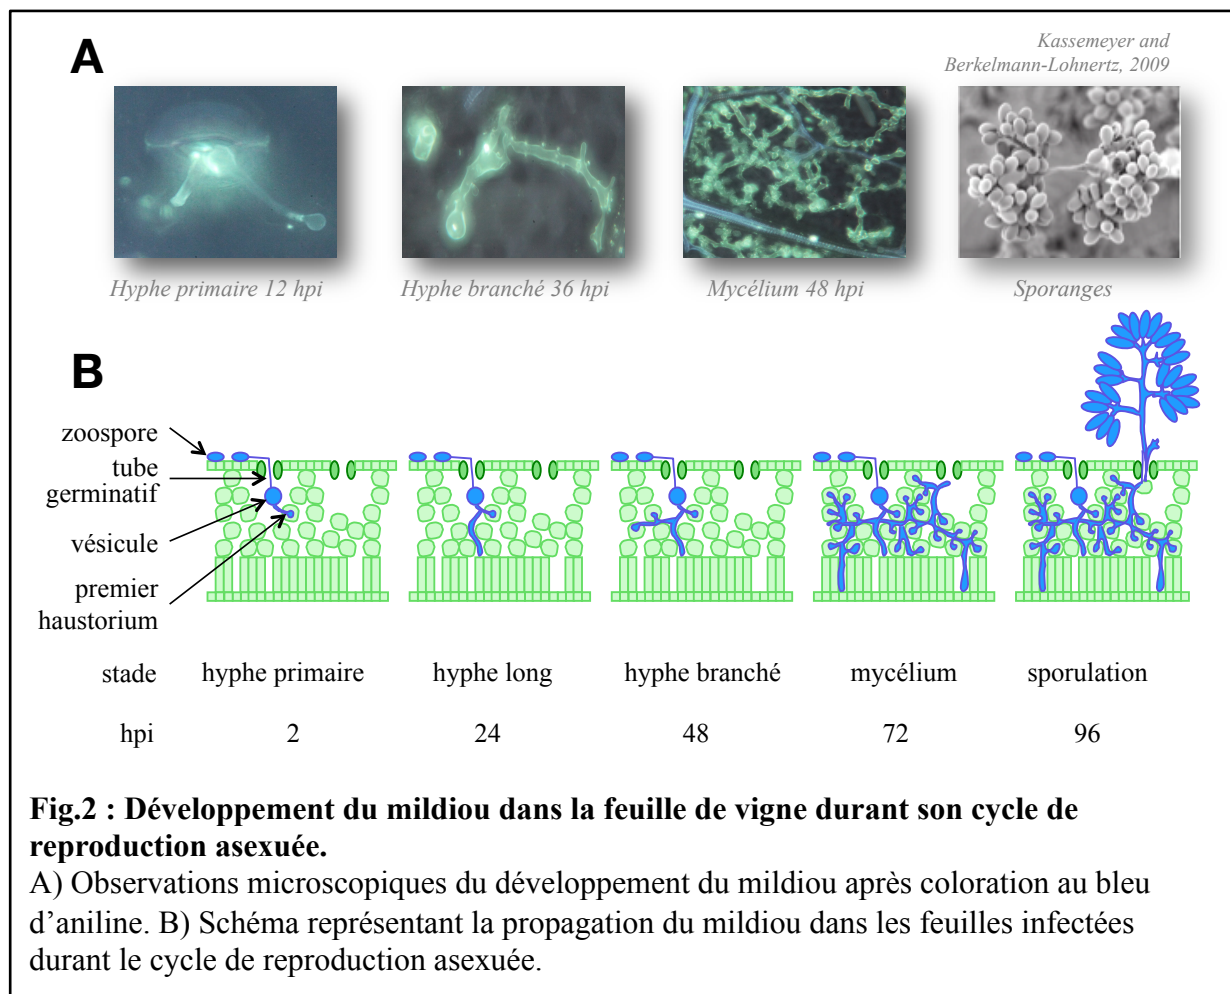 A
Kassemeyer and
Berkelmann-Lohnertz, 2009
Hyphe primaire 12 hpi
Hyphe branché 36 hpi
Mycélium 48 hpi
Sporanges
B
zoospore
tube
germinatif
vésicule
premier
haustorium
stade hyphe primaire hyphe long hyphe branché mycélium sporulation
hpi 2 24 48 72 96
Fig.2 : Développement du mildiou dans la feuille de vigne durant son cycle de
reproduction asexuée.
A) Observations microscopiques du développement du mildiou après coloration au bleu
d’aniline. B) Schéma représentant la propagation du mildiou dans les feuilles infectées
durant le cycle de reproduction asexuée.